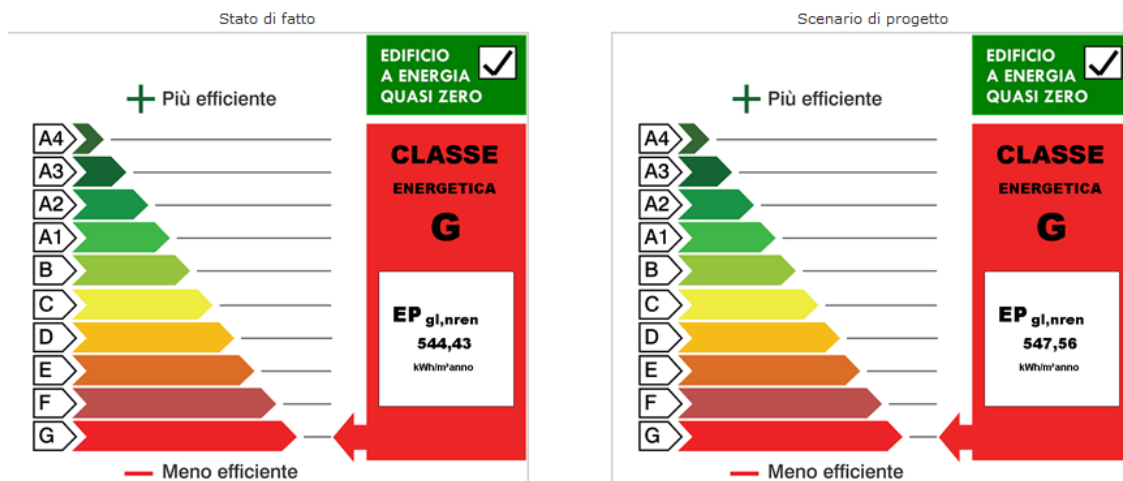 Stato di fatto
EDIFICIO
A ENERGIA
QUASI ZERO
Più efficiente
A4
A3
A2
A1
B
C
D
E
F
G
Meno efficiente
CLASSE
ENERGETICA
G
EP gl,nren
544,43
kWh/m²anno
Scenario di progetto
EDIFICIO
A ENERGIA
QUASI ZERO
Più efficiente
A4
A3
A2
A1
B
C
D
E
F
G
Meno efficiente
CLASSE
ENERGETICA
G
EP gl,nren
547,56
kWh/m²anno